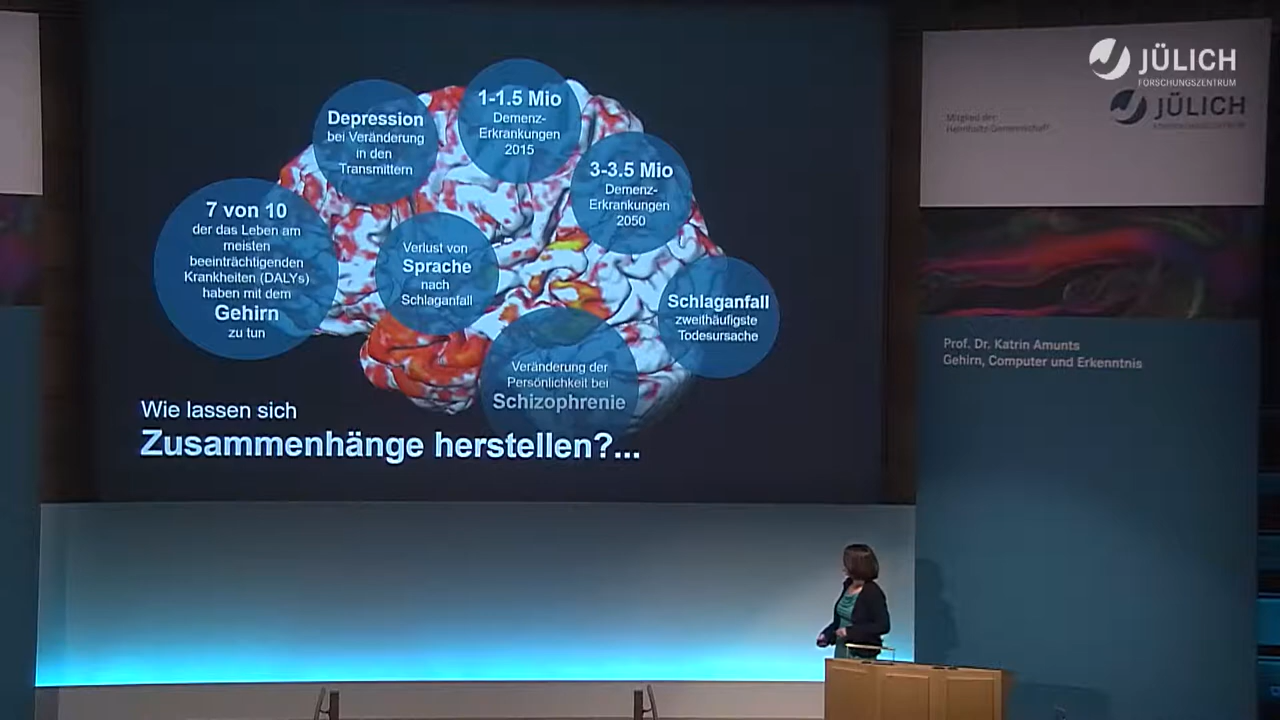 Depression
bei Veränderung
in den
Transmittern
1-1.5 Mio
Demenz-
Erkrankungen
2015
3-3.5 Mio
Demenz-
Erkrankungen
2050
7 von 10
der das Leben am
meisten
beeinträchtigenden
Krankheiten (DALYs)
haben mit dem
Gehirn
zu tun
Verlust von
Sprache
nach
Schlaganfall
Schlaganfall
zweithäufigste
Todesursache
Veränderung der
Persönlichkeit bei
Schizophrenie
Wie lassen sich
Zusammenhänge herstellen?...
JÜLICH
FORSCHUNGSZENTRUM
Mitglied der
Helmholtz-Gemeinschaft
JÜLICH
FORSCHUNGSZENTRUM
Prof. Dr. Katrin Amunts
Gehirn, Computer und Erkenntnis